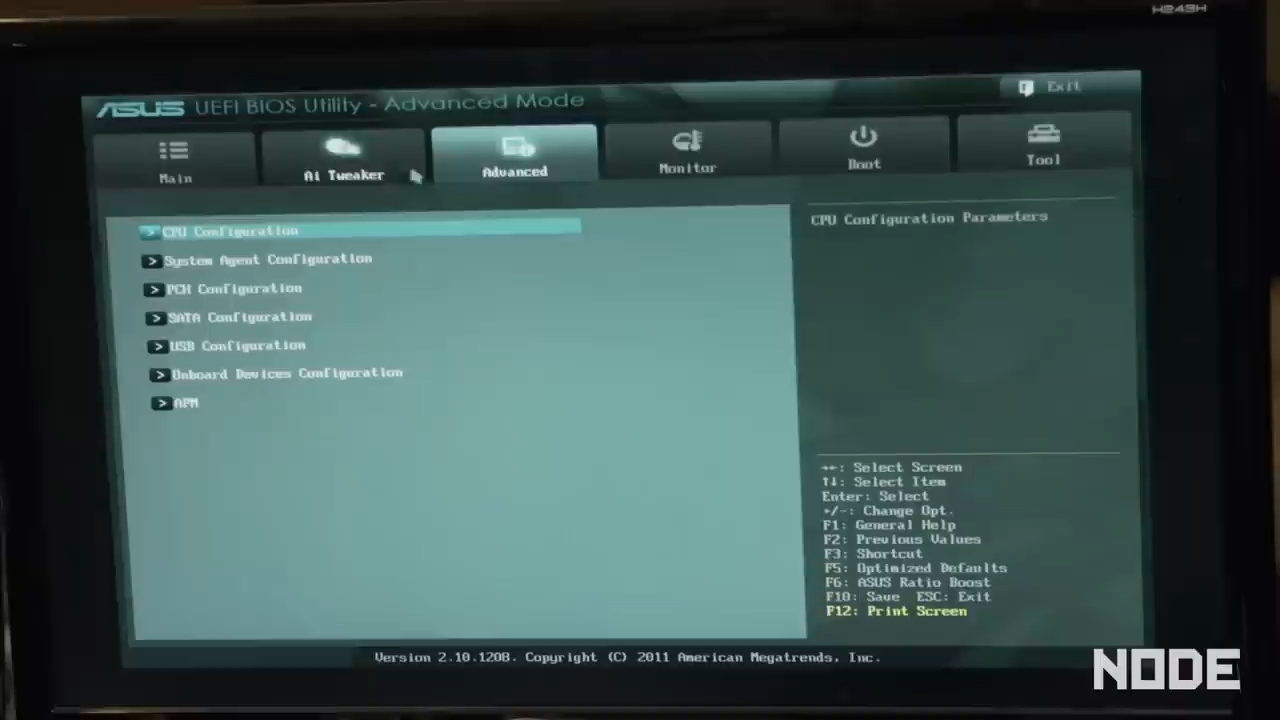 H243H
ASUS UEFI BIOS Utility - Advanced Mode
Exit
Main
Ai Tweaker
Advanced
Monitor
Boot
Tool
> CPU Configuration
> System Agent Configuration
> PCH Configuration
> SATA Configuration
> USB Configuration
> Onboard Devices Configuration
> APM
CPU Configuration Parameters
→←: Select Screen
↑↓: Select Item
Enter: Select
+/-: Change Opt.
F1: General Help
F2: Previous Values
F3: Shortcut
F5: Optimized Defaults
F6: ASUS Ratio Boost
F10: Save ESC: Exit
F12: Print Screen
Version 2.10.1208. Copyright (C) 2011 American Megatrends, Inc.
NODE